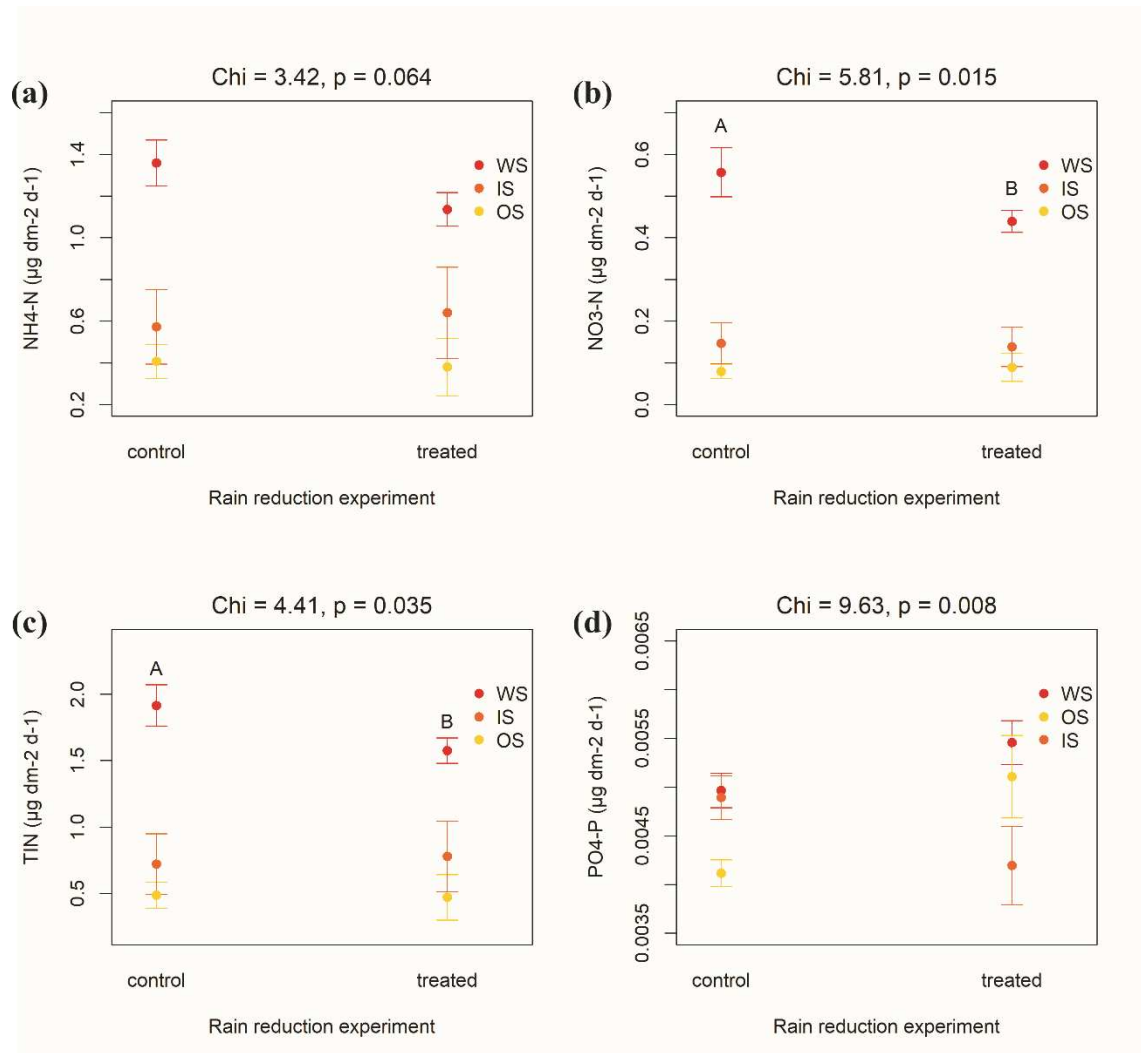 (a)
Chi = 3.42, p = 0.064
NH4-N (µg dm-2 d-1)
1.4
1.0
0.6
0.2
WS
IS
OS
control
treated
Rain reduction experiment
(b)
Chi = 5.81, p = 0.015
NO3-N (µg dm-2 d-1)
0.6
0.4
0.2
0.0
A
B
WS
IS
OS
control
treated
Rain reduction experiment
(c)
Chi = 4.41, p = 0.035
TIN (µg dm-2 d-1)
2.0
1.5
1.0
0.5
A
B
WS
IS
OS
control
treated
Rain reduction experiment
(d)
Chi = 9.63, p = 0.008
PO4-P (µg dm-2 d-1)
0.0065
0.0055
0.0045
0.0035
WS
OS
IS
control
treated
Rain reduction experiment